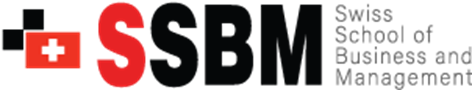 SSBM
Swiss
School of
Business and
Management